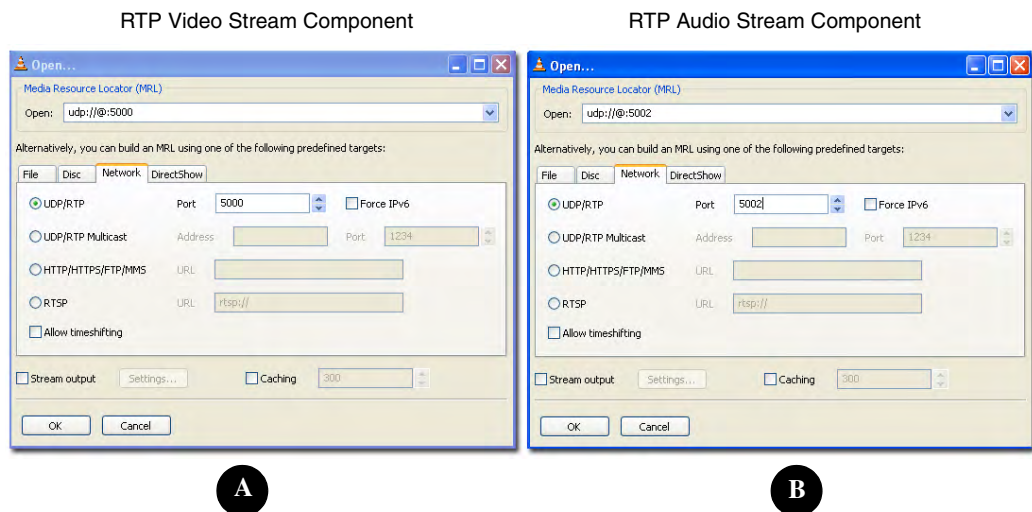 RTP Video Stream Component
RTP Audio Stream Component
Open...
Media Resource Locator (MRL)
Open: udp://@:5000
Alternatively, you can build an MRL using one of the following predefined targets:
File Disc Network DirectShow
UDP/RTP Port 5000 Force IPv6
UDP/RTP Multicast Address Port 1234
HTTP/HTTPS/FTP/MMS URL
RTSP URL rtsp://
Allow timeshifting
Stream output Settings... Caching 300
OK Cancel
A
Open...
Media Resource Locator (MRL)
Open: udp://@:5002
Alternatively, you can build an MRL using one of the following predefined targets:
File Disc Network DirectShow
UDP/RTP Port 5002 Force IPv6
UDP/RTP Multicast Address Port 1234
HTTP/HTTPS/FTP/MMS URL
RTSP URL rtsp://
Allow timeshifting
Stream output Settings... Caching 300
OK Cancel
B